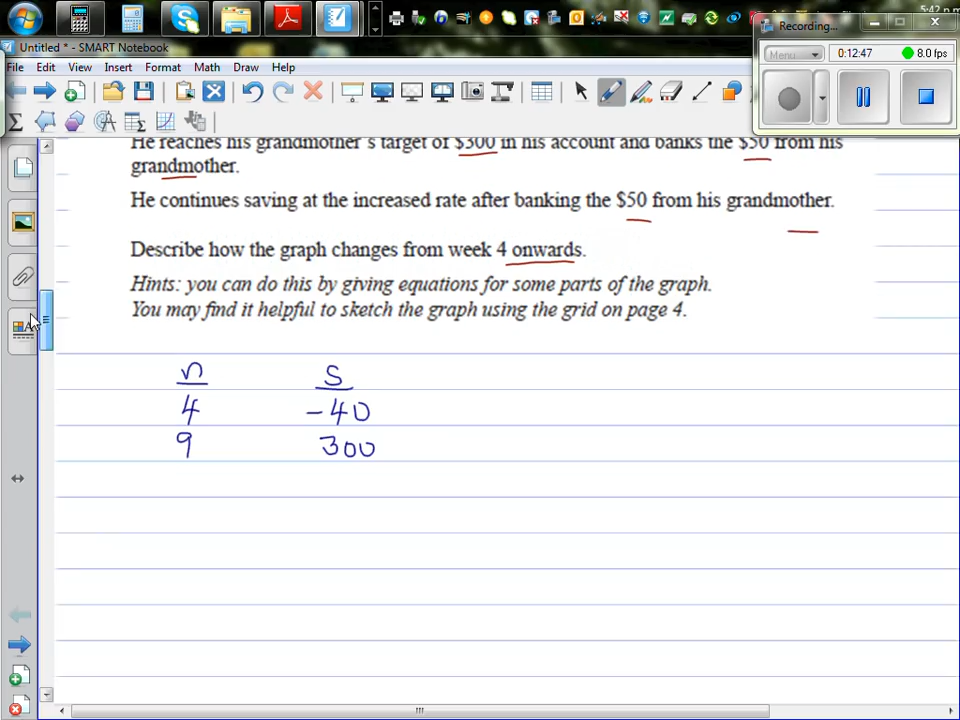 5:42 p.m
Recording...
Untitled * - SMART Notebook
Menu
0:12:47
8.0 fps
File Edit View Insert Format Math Draw Help
He reaches his grandmother's target of $300 in his account and banks the $50 from his
grandmother.
He continues saving at the increased rate after banking the $50 from his grandmother.
Describe how the graph changes from week 4 onwards.
Hints: you can do this by giving equations for some parts of the graph.
You may find it helpful to sketch the graph using the grid on page 4.
n S
4 -40
9 300